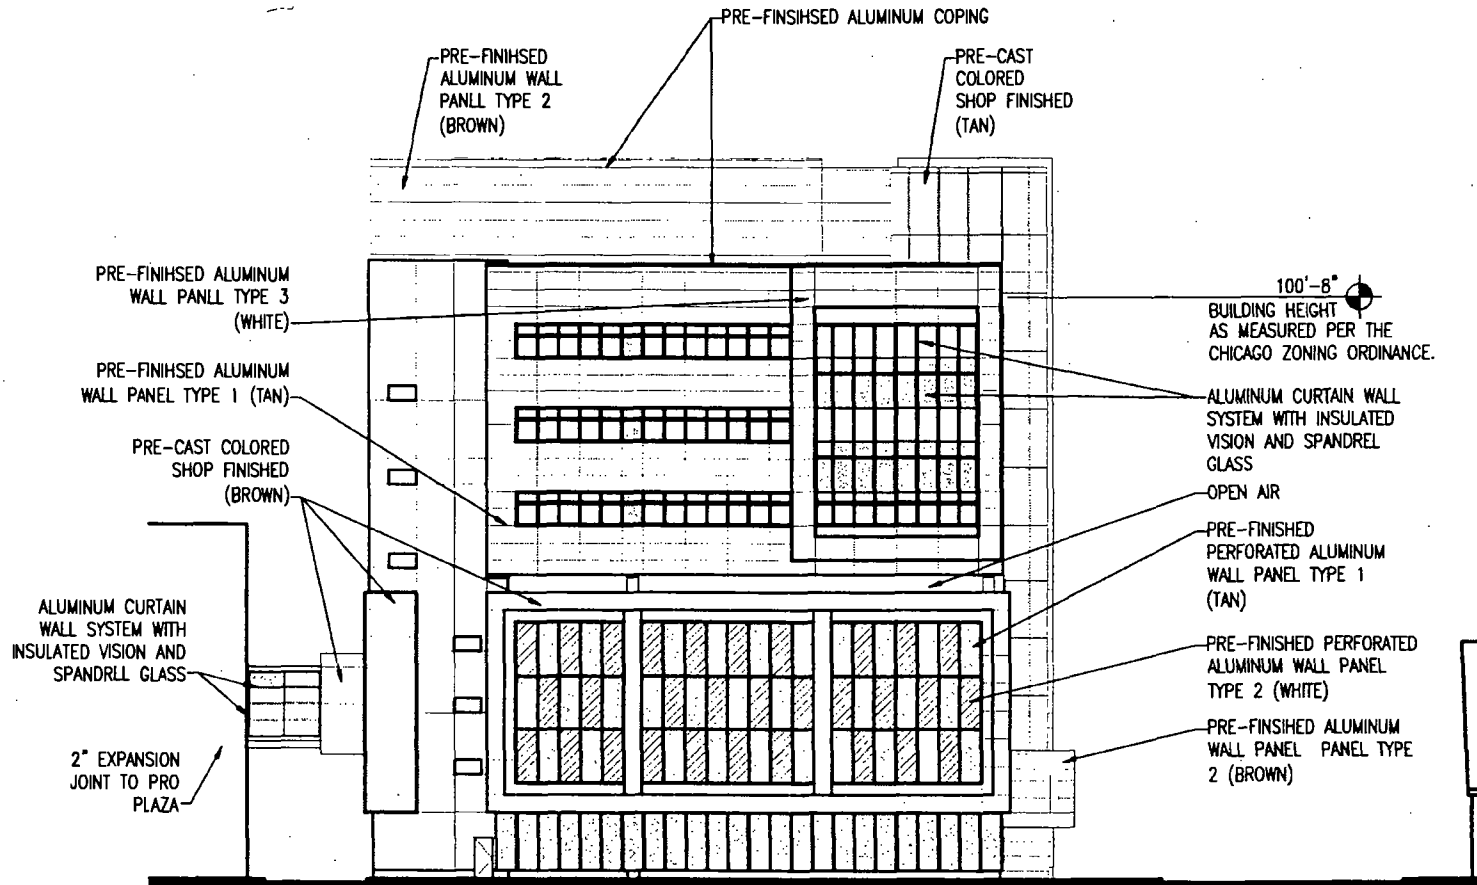 PRE-FINSIHSED ALUMINUM COPING
PRE-FINIHSED
ALUMINUM WALL
PANLL TYPE 2
(BROWN)
PRE-CAST
COLORED
SHOP FINISHED
(TAN)
PRE-FINIHSED ALUMINUM
WALL PANLL TYPE 3
(WHITE)
PRE-FINIHSED ALUMINUM
WALL PANEL TYPE 1 (TAN)
PRE-CAST COLORED
SHOP FINISHED
(BROWN)
ALUMINUM CURTAIN
WALL SYSTEM WITH
INSULATED VISION AND
SPANDRLL GLASS
2" EXPANSION
JOINT TO PRO
PLAZA
100'-8"
BUILDING HEIGHT
AS MEASURED PER THE
CHICAGO ZONING ORDINANCE.
ALUMINUM CURTAIN WALL
SYSTEM WITH INSULATED
VISION AND SPANDREL
GLASS
OPEN AIR
PRE-FINISHED
PERFORATED ALUMINUM
WALL PANEL TYPE 1
(TAN)
PRE-FINISHED PERFORATED
ALUMINUM WALL PANEL
TYPE 2 (WHITE)
PRE-FINSIHED ALUMINUM
WALL PANEL PANEL TYPE
2 (BROWN)